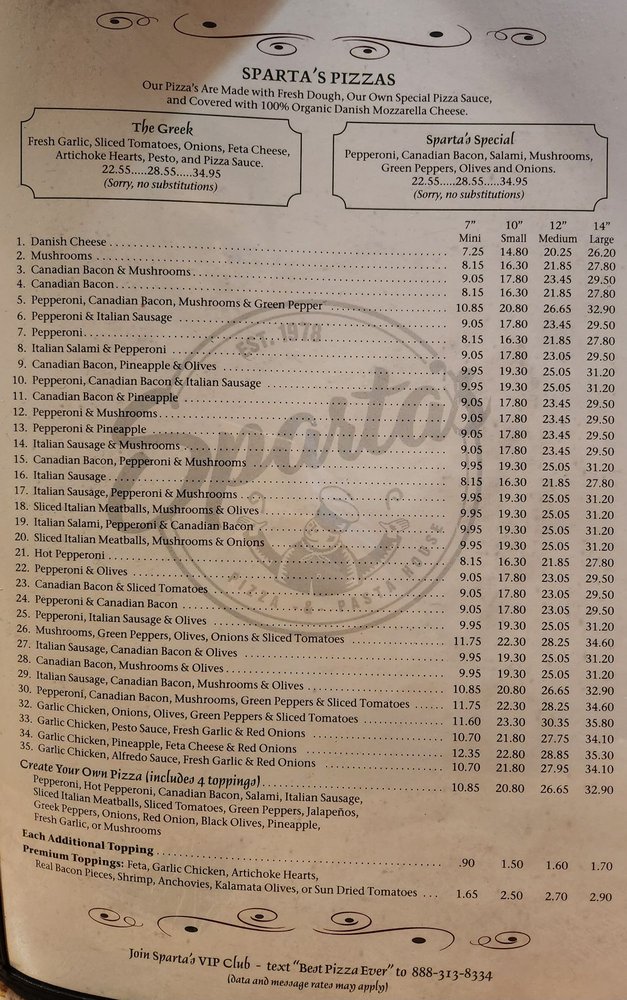 SPARTA'S PIZZAS
Our Pizza's Are Made with Fresh Dough, Our Own Special Pizza Sauce,
and Covered with 100% Organic Danish Mozzarella Cheese.
The Greek
Fresh Garlic, Sliced Tomatoes, Onions, Feta Cheese,
Artichoke Hearts, Pesto, and Pizza Sauce.
22.55.....28.55.....34.95
(Sorry, no substitutions)
Sparta's Special
Pepperoni, Canadian Bacon, Salami, Mushrooms,
Green Peppers, Olives and Onions.
22.55.....28.55.....34.95
(Sorry, no substitutions)
7" 10" 12" 14"
Mini Small Medium Large
1. Danish Cheese 7.25 14.80 20.25 26.20
2. Mushrooms 8.15 16.30 21.85 27.80
3. Canadian Bacon & Mushrooms 9.05 17.80 23.45 29.50
4. Canadian Bacon 8.15 16.30 21.85 27.80
5. Pepperoni, Canadian Bacon, Mushrooms & Green Pepper 10.85 20.80 26.65 32.90
6. Pepperoni & Italian Sausage 9.05 17.80 23.45 29.50
7. Pepperoni 8.15 16.30 21.85 27.80
8. Italian Salami & Pepperoni 9.05 17.80 23.05 29.50
9. Canadian Bacon, Pineapple & Olives 9.95 19.30 25.05 31.20
10. Pepperoni, Canadian Bacon & Italian Sausage 9.95 19.30 25.05 31.20
11. Canadian Bacon & Pineapple 9.05 17.80 23.45 29.50
12. Pepperoni & Mushrooms 9.05 17.80 23.45 29.50
13. Pepperoni & Pineapple 9.05 17.80 23.45 29.50
14. Italian Sausage & Mushrooms 9.05 17.80 23.45 29.50
15. Canadian Bacon, Pepperoni & Mushrooms 9.95 19.30 25.05 31.20
16. Italian Sausage 8.15 16.30 21.85 27.80
17. Italian Sausage, Pepperoni & Mushrooms 9.95 19.30 25.05 31.20
18. Sliced Italian Meatballs, Mushrooms & Olives 9.95 19.30 25.05 31.20
19. Italian Salami, Pepperoni & Canadian Bacon 9.95 19.30 25.05 31.20
20. Sliced Italian Meatballs, Mushrooms & Onions 9.95 19.30 25.05 31.20
21. Hot Pepperoni 8.15 16.30 21.85 27.80
22. Pepperoni & Olives 9.05 17.80 23.05 29.50
23. Canadian Bacon & Sliced Tomatoes 9.05 17.80 23.05 29.50
24. Pepperoni & Canadian Bacon 9.05 17.80 23.05 29.50
25. Pepperoni, Italian Sausage & Olives 9.95 19.30 25.05 31.20
26. Mushrooms, Green Peppers, Olives, Onions & Sliced Tomatoes 11.75 22.30 28.25 34.60
27. Italian Sausage, Canadian Bacon & Olives 9.95 19.30 25.05 31.20
28. Canadian Bacon, Mushrooms & Olives 9.95 19.30 25.05 31.20
29. Italian Sausage, Canadian Bacon, Mushrooms & Olives 10.85 20.80 26.65 32.90
30. Pepperoni, Canadian Bacon, Mushrooms, Green Peppers & Sliced Tomatoes 11.75 22.30 28.25 34.60
32. Garlic Chicken, Onions, Olives, Green Peppers & Sliced Tomatoes 11.60 23.30 30.35 35.80
33. Garlic Chicken, Pesto Sauce, Fresh Garlic & Red Onions 10.70 21.80 27.75 34.10
34. Garlic Chicken, Pineapple, Feta Cheese & Red Onions 12.35 22.80 28.85 35.30
35. Garlic Chicken, Alfredo Sauce, Fresh Garlic & Red Onions 10.70 21.80 27.95 34.10
Create Your Own Pizza (includes 4 toppings) 10.85 20.80 26.65 32.90
Pepperoni, Hot Pepperoni, Canadian Bacon, Salami, Italian Sausage,
Sliced Italian Meatballs, Sliced Tomatoes, Green Peppers, Jalapeños,
Greek Peppers, Onions, Red Onion, Black Olives, Pineapple,
Fresh Garlic, or Mushrooms
Each Additional Topping .90 1.50 1.60 1.70
Premium Toppings: Feta, Garlic Chicken, Artichoke Hearts,
Real Bacon Pieces, Shrimp, Anchovies, Kalamata Olives, or Sun Dried Tomatoes ... 1.65 2.50 2.70 2.90
EST. 1978
Sparta's
PIZZA & PASTA HOUSE
Join Sparta's VIP Club - text "Best Pizza Ever" to 888-313-8334
(data and message rates may apply)